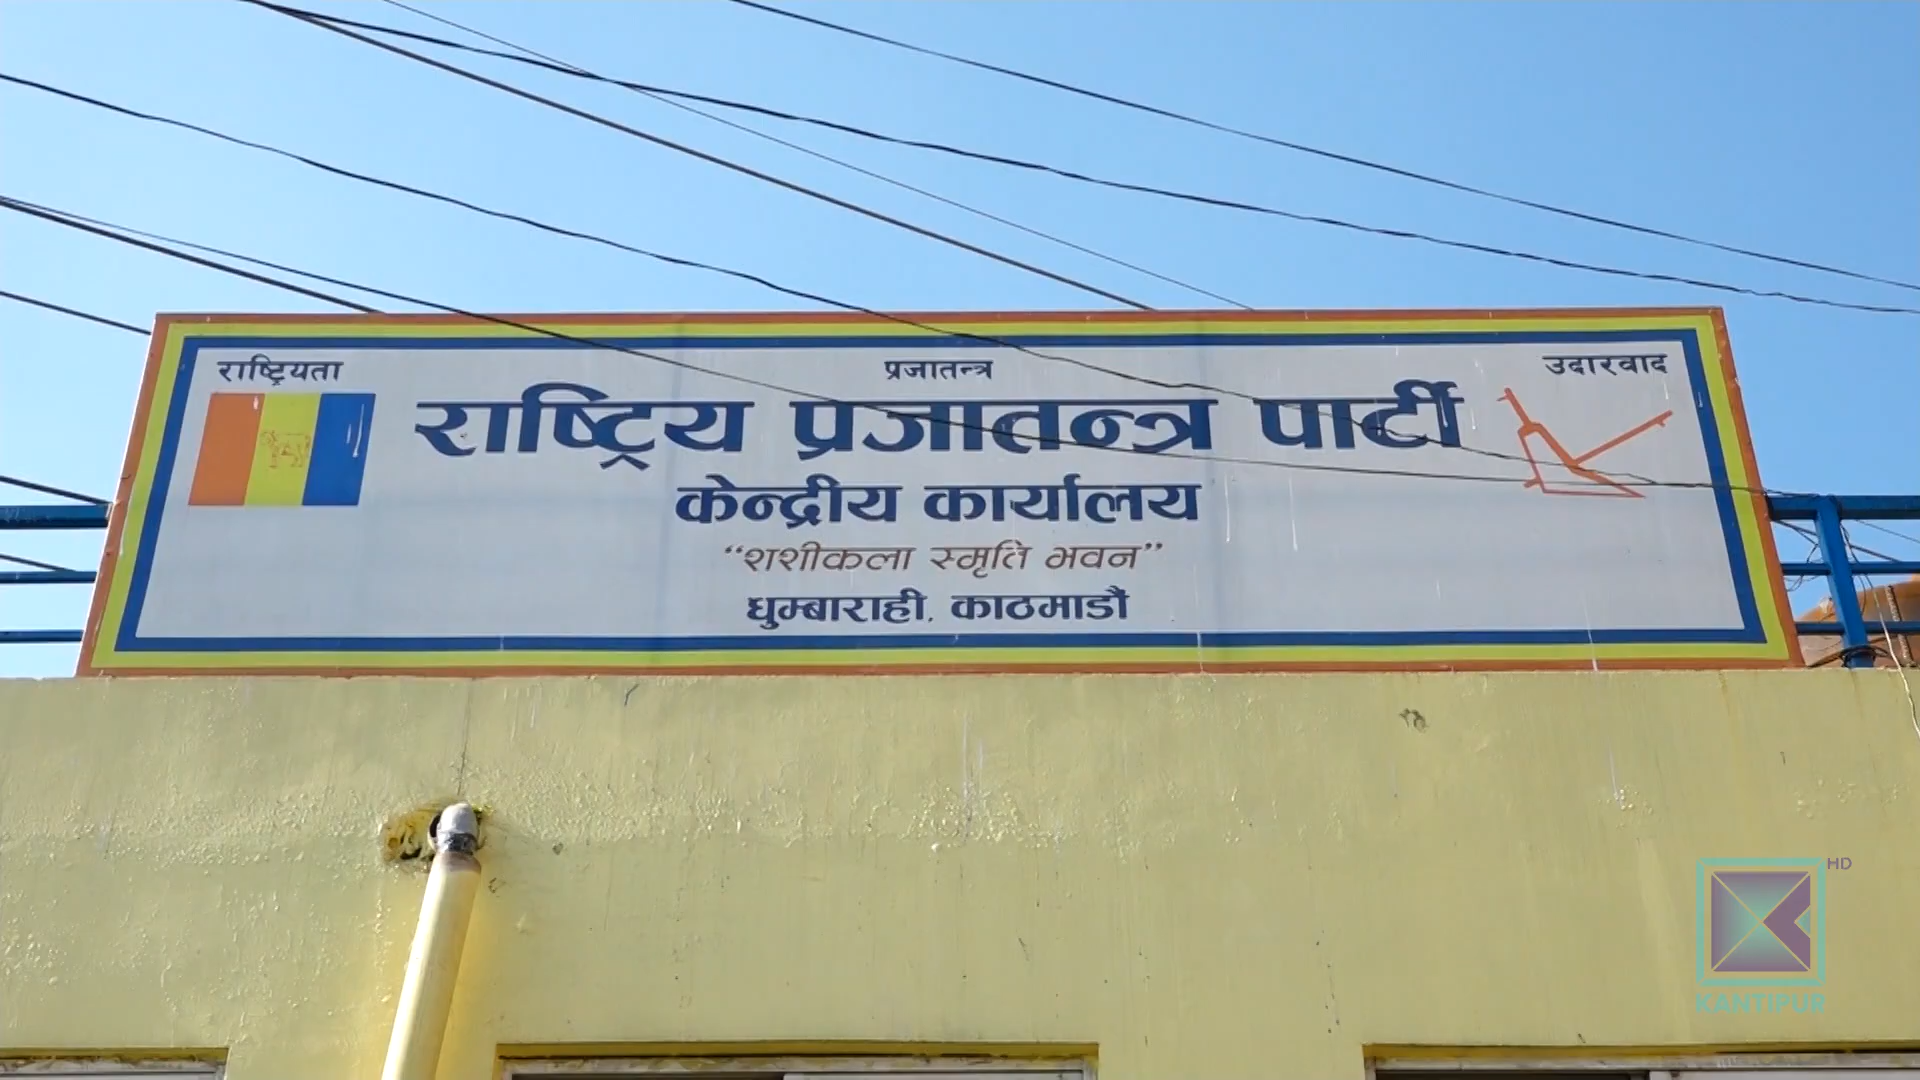 राष्ट्रियता प्रजातन्त्र उदारवाद
राष्ट्रिय प्रजातन्त्र पार्टी
केन्द्रीय कार्यालय
“शशीकला स्मृति भवन”
धुम्बाराही, काठमाडौं
HD
KANTIPUR